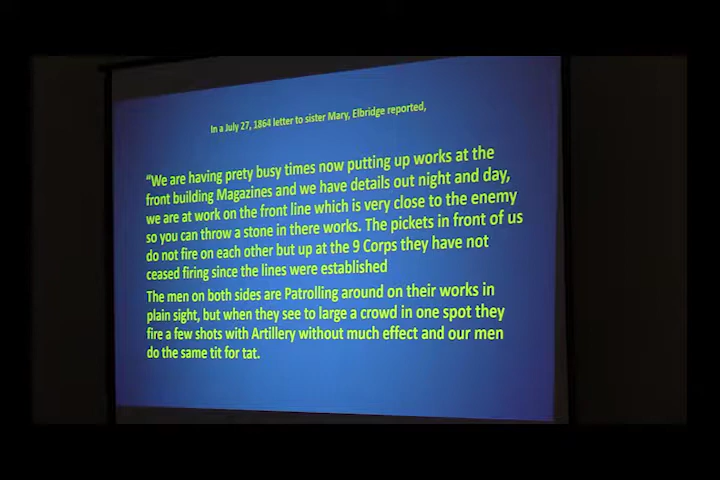 In a July 27, 1864 letter to sister Mary, Elbridge reported,
“We are having prety busy times now putting up works at the
front building Magazines and we have details out night and day,
we are at work on the front line which is very close to the enemy
so you can throw a stone in there works. The pickets in front of us
do not fire on each other but up at the 9 Corps they have not
ceased firing since the lines were established
The men on both sides are Patrolling around on their works in
plain sight, but when they see to large a crowd in one spot they
fire a few shots with Artillery without much effect and our men
do the same tit for tat.